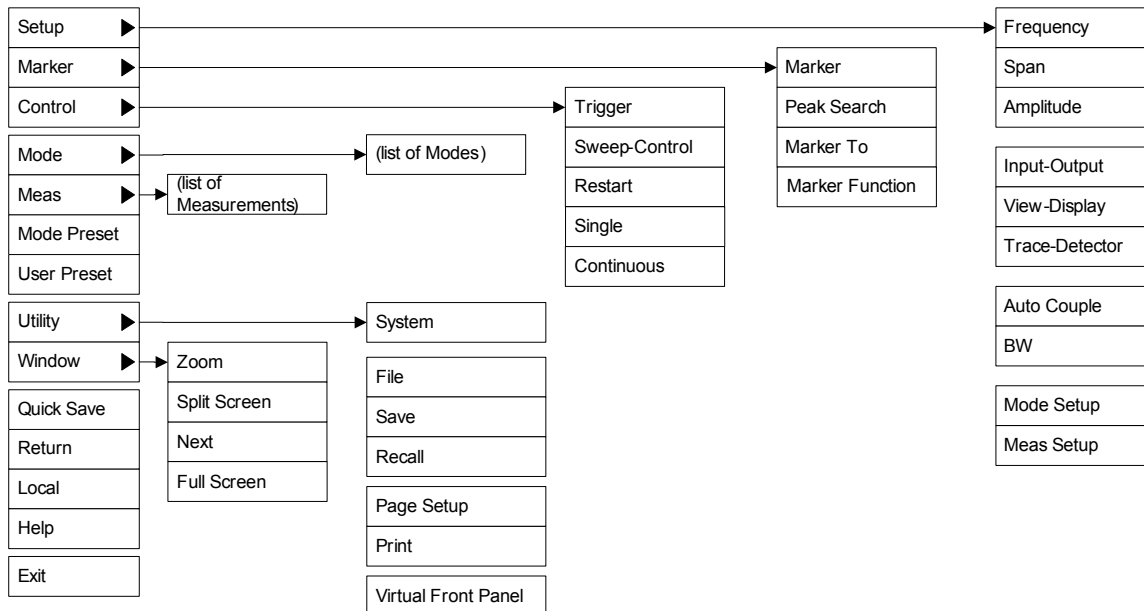 Setup
Marker
Control
Mode
Meas
Mode Preset
User Preset
Utility
Window
Quick Save
Return
Local
Help
Exit
(list of
Measurements)
Zoom
Split Screen
Next
Full Screen
(list of Modes)
System
File
Save
Recall
Page Setup
Print
Virtual Front Panel
Trigger
Sweep-Control
Restart
Single
Continuous
Marker
Peak Search
Marker To
Marker Function
Frequency
Span
Amplitude
Input-Output
View-Display
Trace-Detector
Auto Couple
BW
Mode Setup
Meas Setup